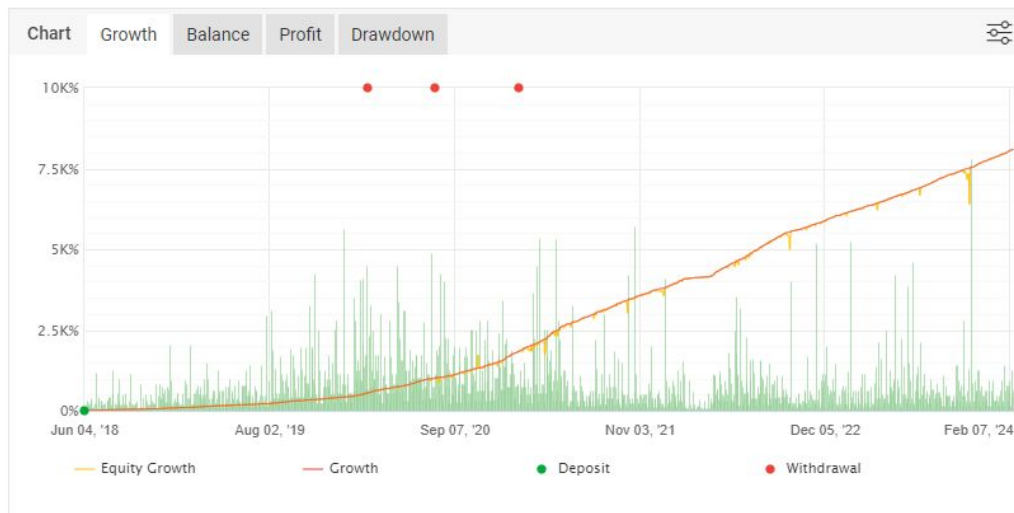 Chart Growth Balance Profit Drawdown
10K%
7.5K%
5K%
2.5K%
0%
Jun 04, '18 Aug 02, '19 Sep 07, '20 Nov 03, '21 Dec 05, '22 Feb 07, '24
Equity Growth Growth Deposit Withdrawal